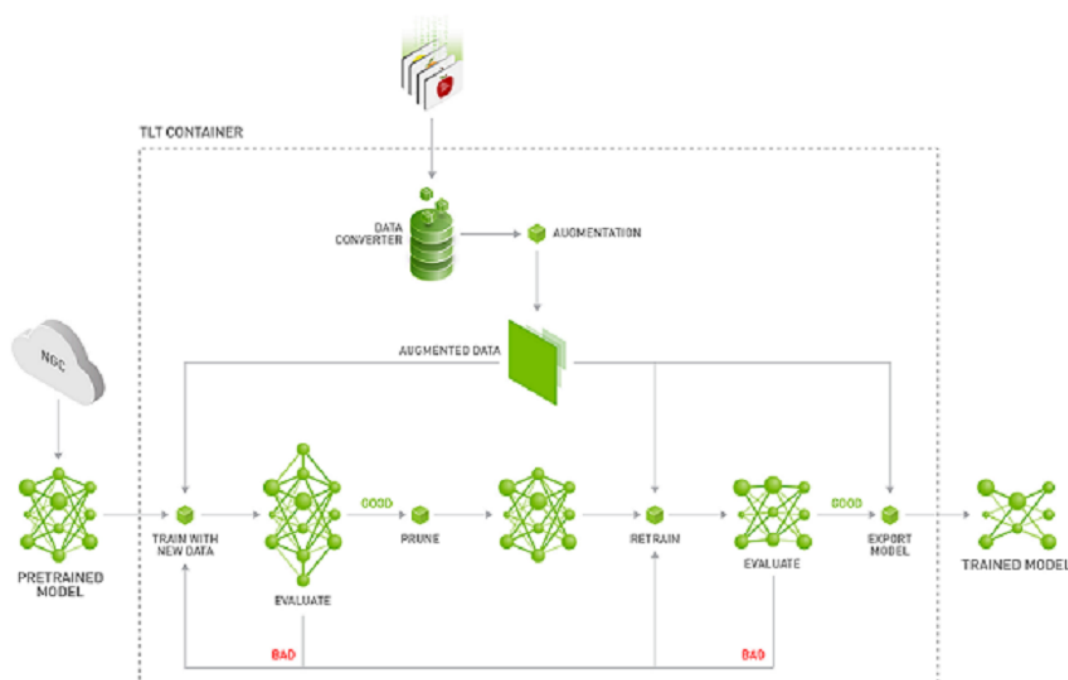 TLT CONTAINER
DATA
CONVERTER
AUGMENTATION
NGC
AUGMENTED DATA
GOOD
GOOD
TRAIN WITH
NEW DATA
PRUNE
RETRAIN
EVALUATE
EXPORT
MODEL
TRAINED MODEL
PRETRAINED
MODEL
EVALUATE
BAD
BAD